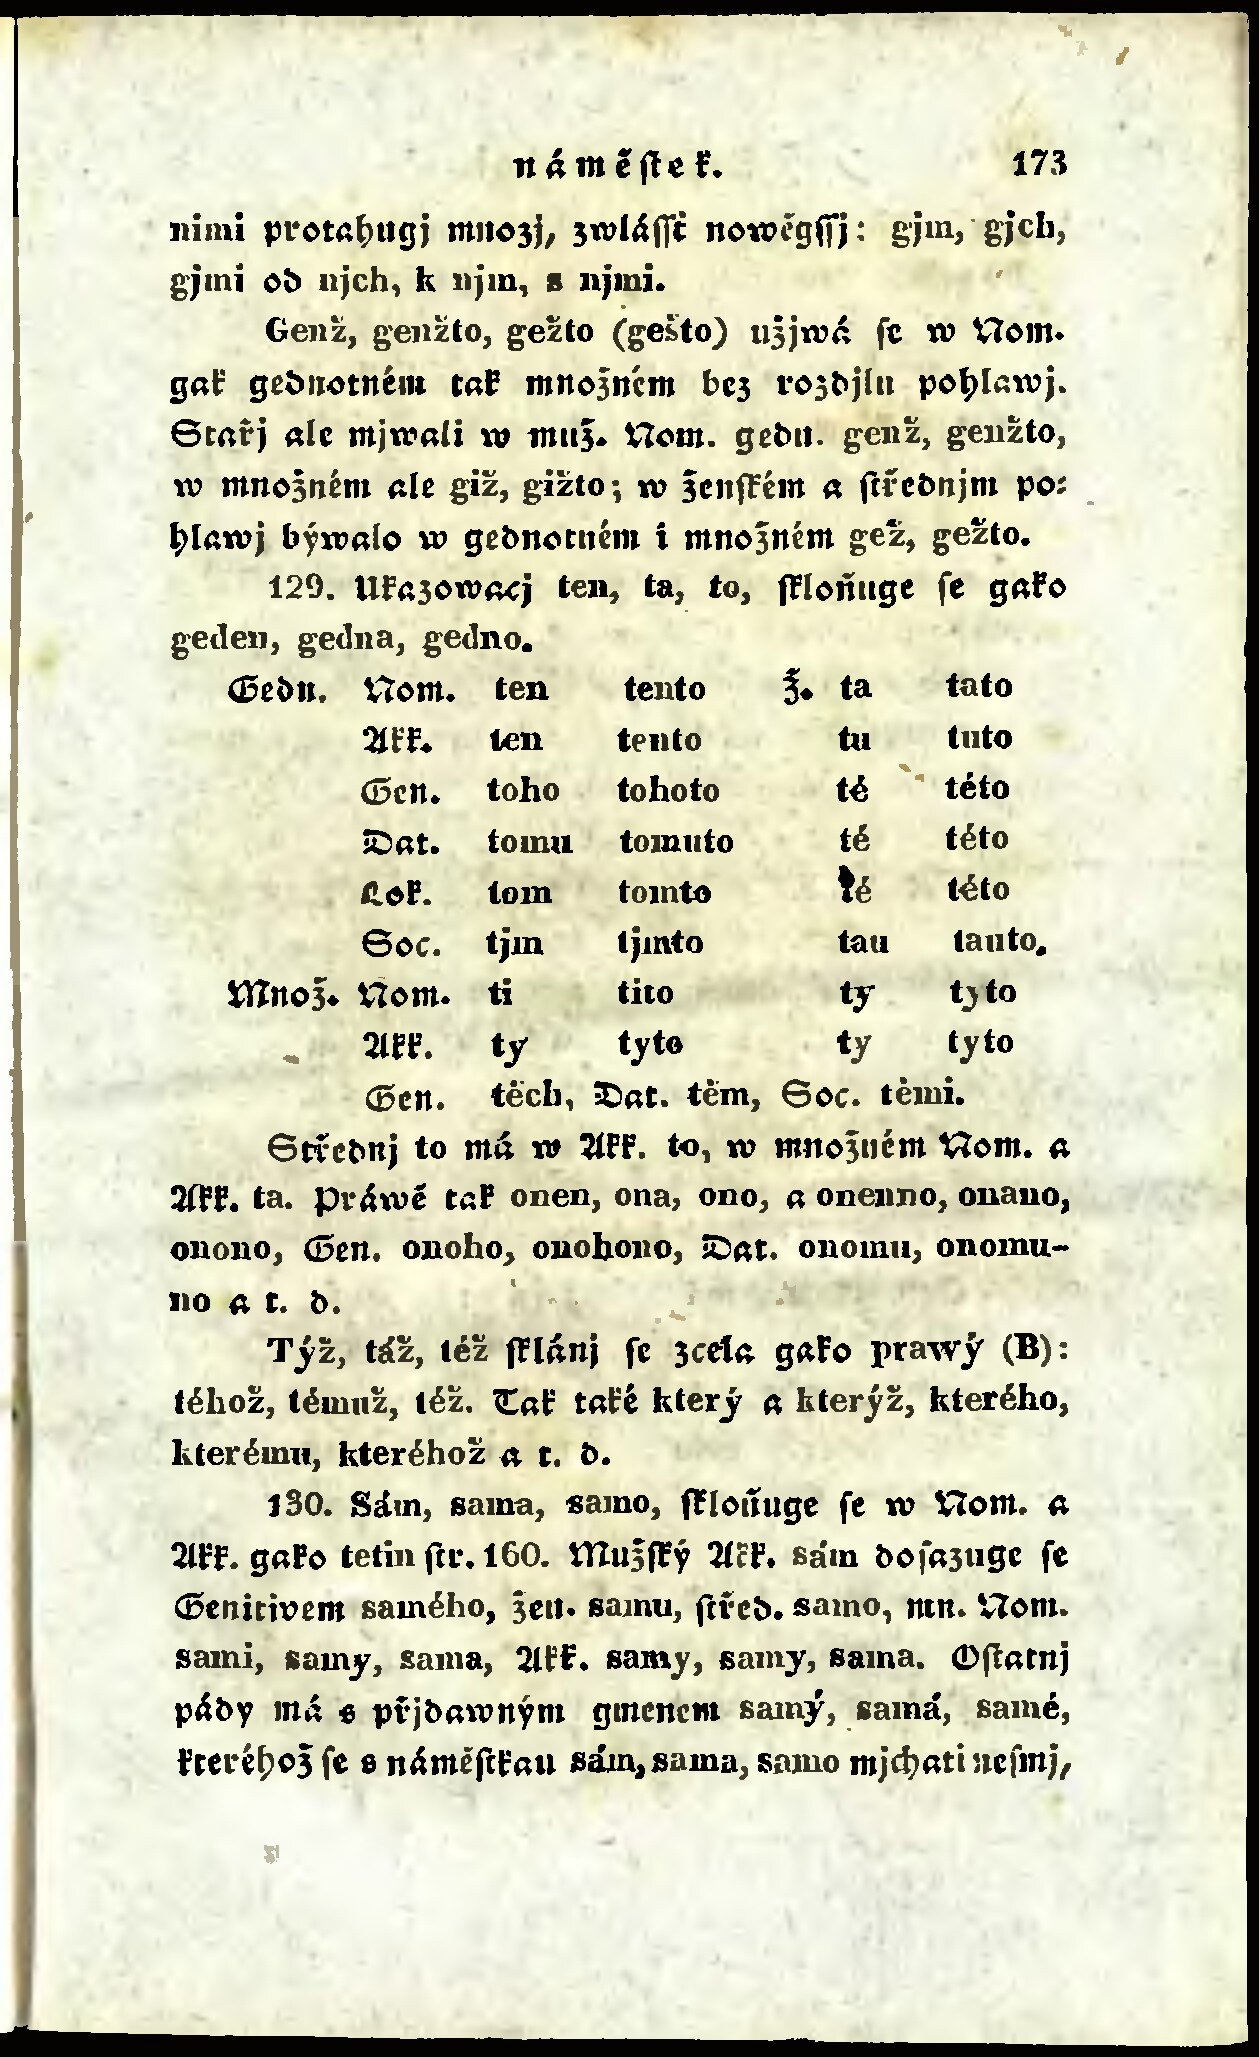 náměſtek. 173
nimi protahugj mnozj, zwláſſť nowěgſſj: gjm, gjch,
gjmi od njch, k njm, s njmi.
Genž, genžto, gežto (gešto) užjwá ſe w Nom.
gak gednotném tak množném bez rozdjlu pohlawj.
Stařj ale mjwali w muž. Nom. gedn. genž, genžto,
w množném ale giž, gižto; w ženſkém a ſtřednjm po⸗
hlawj býwalo w gednotném i množném gež, gežto.
129. Ukazowacj ten, ta, to, ſkloňuge ſe gako
geden, gedna, gedno.
Gedn. Nom. ten tento Ž. ta tato
Akk. ten tento tu tuto
Gen. toho tohoto té této
Dat. tomu tomuto té této
Lok. tom tomto té této
Soc. tjm tjmto tau tauto.
Množ. Nom. ti tito ty tyto
Akk. ty tyto ty tyto
Gen. těch, Dat. těm, Soc. těmi.
Střednj to má w Akk. to, w množném Nom. a
Akk. ta. Práwě tak onen, ona, ono, a onenno, onano,
onono, Gen. onoho, onohono, Dat. onomu, onomu-
no a t. d.
Týž, táž, též ſklánj ſe zcela gako prawý (B):
téhož, témuž, též. Tak také který a kterýž, kterého,
kterému, kteréhož a t. d.
130. Sám, sama, samo, ſkloňuge ſe w Nom. a
Akk. gako tetin ſtr. 160. Mužſký Akk. sám doſazuge ſe
Genitivem samého, žen. samu, ſtřed. samo, mn. Nom.
sami, samy, sama, Akk. samy, samy, sama. Oſtatnj
pády má s přjdawným gmenem samý, samá, samé,
kteréhož ſe s náměſtkau sám, sama, samo mjchati neſmj,